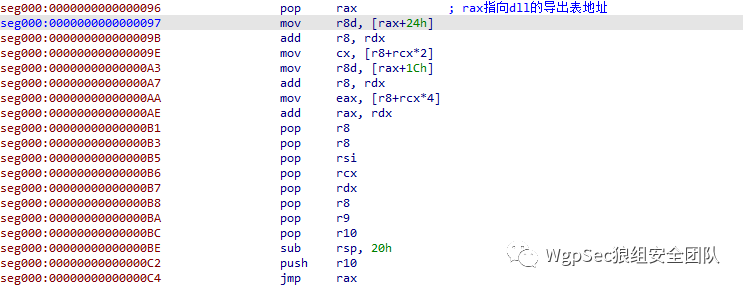 seg000:0000000000000096 pop rax ; rax指向dll的导出表地址
seg000:0000000000000097 mov r8d, [rax+24h]
seg000:000000000000009B add r8, rdx
seg000:000000000000009E mov cx, [r8+rcx*2]
seg000:00000000000000A3 mov r8d, [rax+1Ch]
seg000:00000000000000A7 add r8, rdx
seg000:00000000000000AA mov eax, [r8+rcx*4]
seg000:00000000000000AE add rax, rdx
seg000:00000000000000B1 pop r8
seg000:00000000000000B3 pop r8
seg000:00000000000000B5 pop rsi
seg000:00000000000000B6 pop rcx
seg000:00000000000000B7 pop rdx
seg000:00000000000000B8 pop r8
seg000:00000000000000BA pop r9
seg000:00000000000000BC pop r10
seg000:00000000000000BE sub rsp, 20h
seg000:00000000000000C2 push r10
seg000:00000000000000C4 jmp rax
WgpSec狼组安全团队